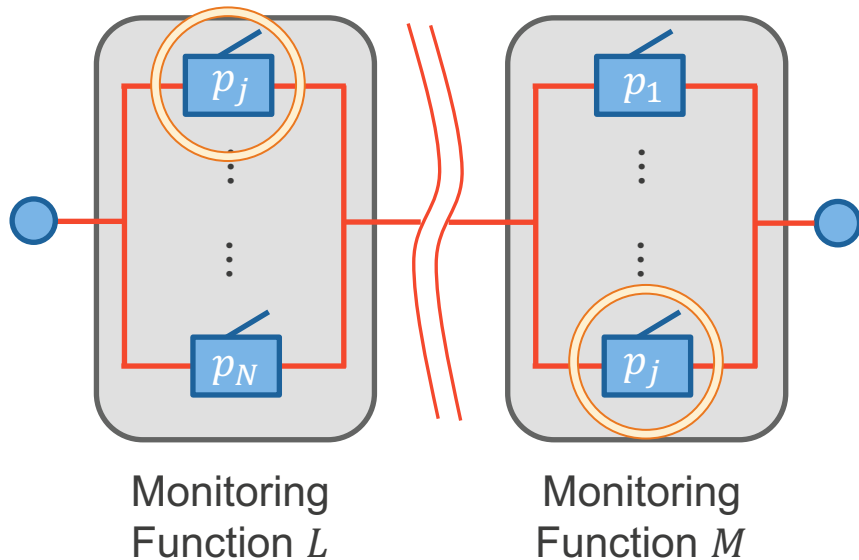 p_j
p_1
⋮
⋮
⋮
⋮
p_N
p_j
Monitoring
Function L
Monitoring
Function M